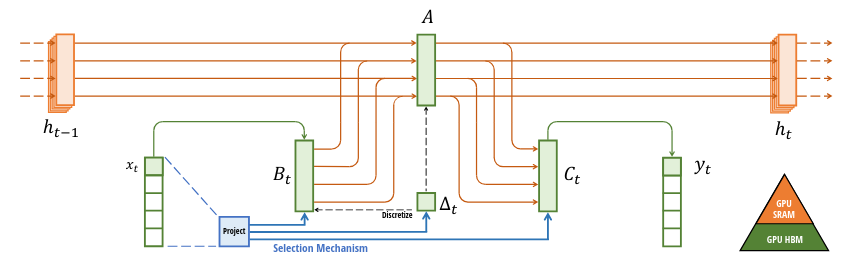 A
h_{t-1}
h_t
x_t
B_t
C_t
y_t
Δ_t
Discretize
Project
Selection Mechanism
GPU
SRAM
GPU HBM